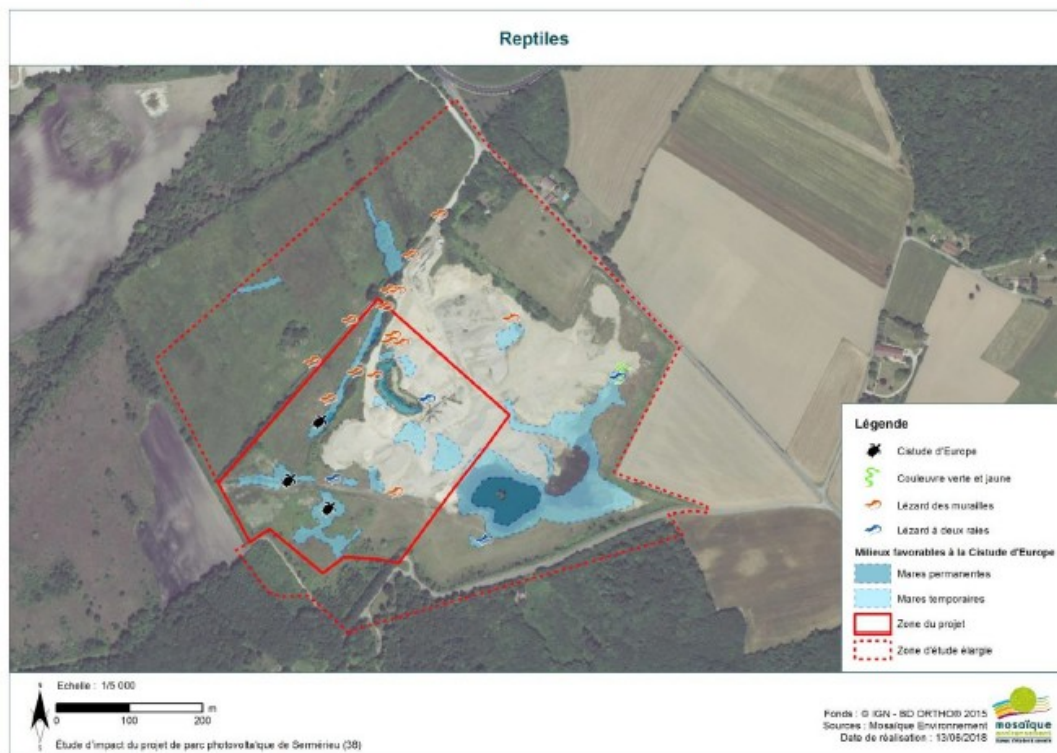 Reptiles
Légende
Cistude d'Europe
Couleuvre verte et jaune
Lézard des murailles
Lézard à deux raies
Milieux favorables à la Cistude d'Europe
Mares permanentes
Mares temporaires
Zone du projet
Zone d'étude élargie
N
Echelle : 1/5 000
m
0 100 200
Étude d'impact du projet de parc photovoltaïque de Sermérieu (38)
Fonds : © IGN - BD ORTHO® 2015
Sources : Mosaïque Environnement
Date de réalisation : 13/06/2018
mosaïque
environnement